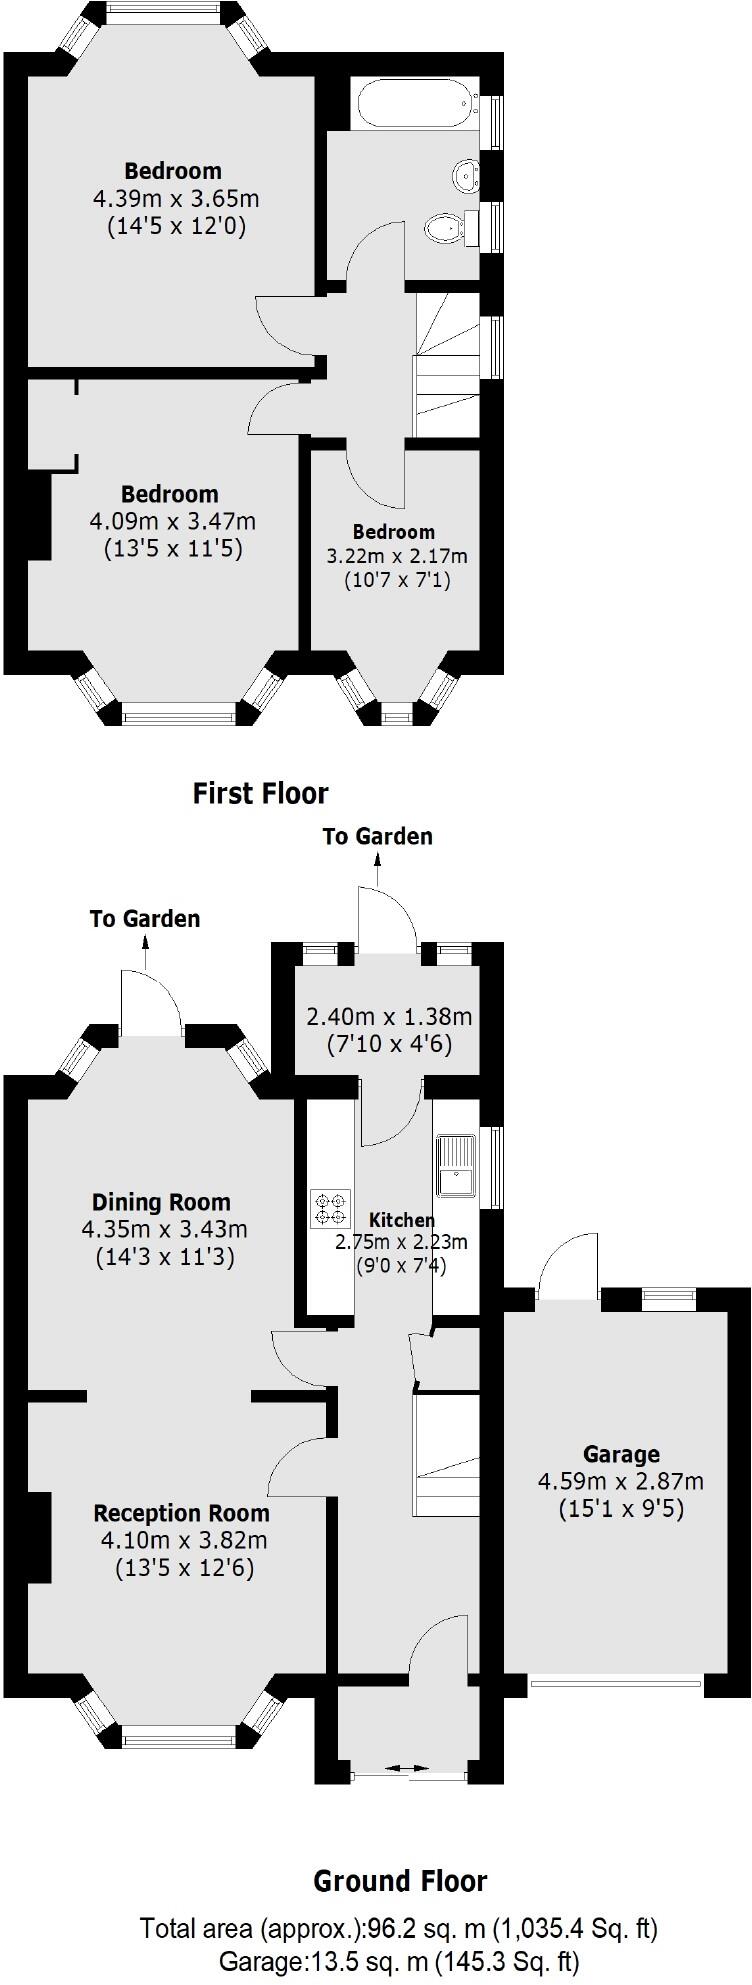 Bedroom
4.39m x 3.65m
(14'5 x 12'0)
Bedroom
4.09m x 3.47m
(13'5 x 11'5)
Bedroom
3.22m x 2.17m
(10'7 x 7'1)
First Floor
To Garden
To Garden
2.40m x 1.38m
(7'10 x 4'6)
Dining Room
4.35m x 3.43m
(14'3 x 11'3)
Kitchen
2.75m x 2.23m
(9'0 x 7'4)
Garage
4.59m x 2.87m
(15'1 x 9'5)
Reception Room
4.10m x 3.82m
(13'5 x 12'6)
Ground Floor
Total area (approx.):96.2 sq. m (1,035.4 Sq. ft)
Garage:13.5 sq. m (145.3 Sq. ft)